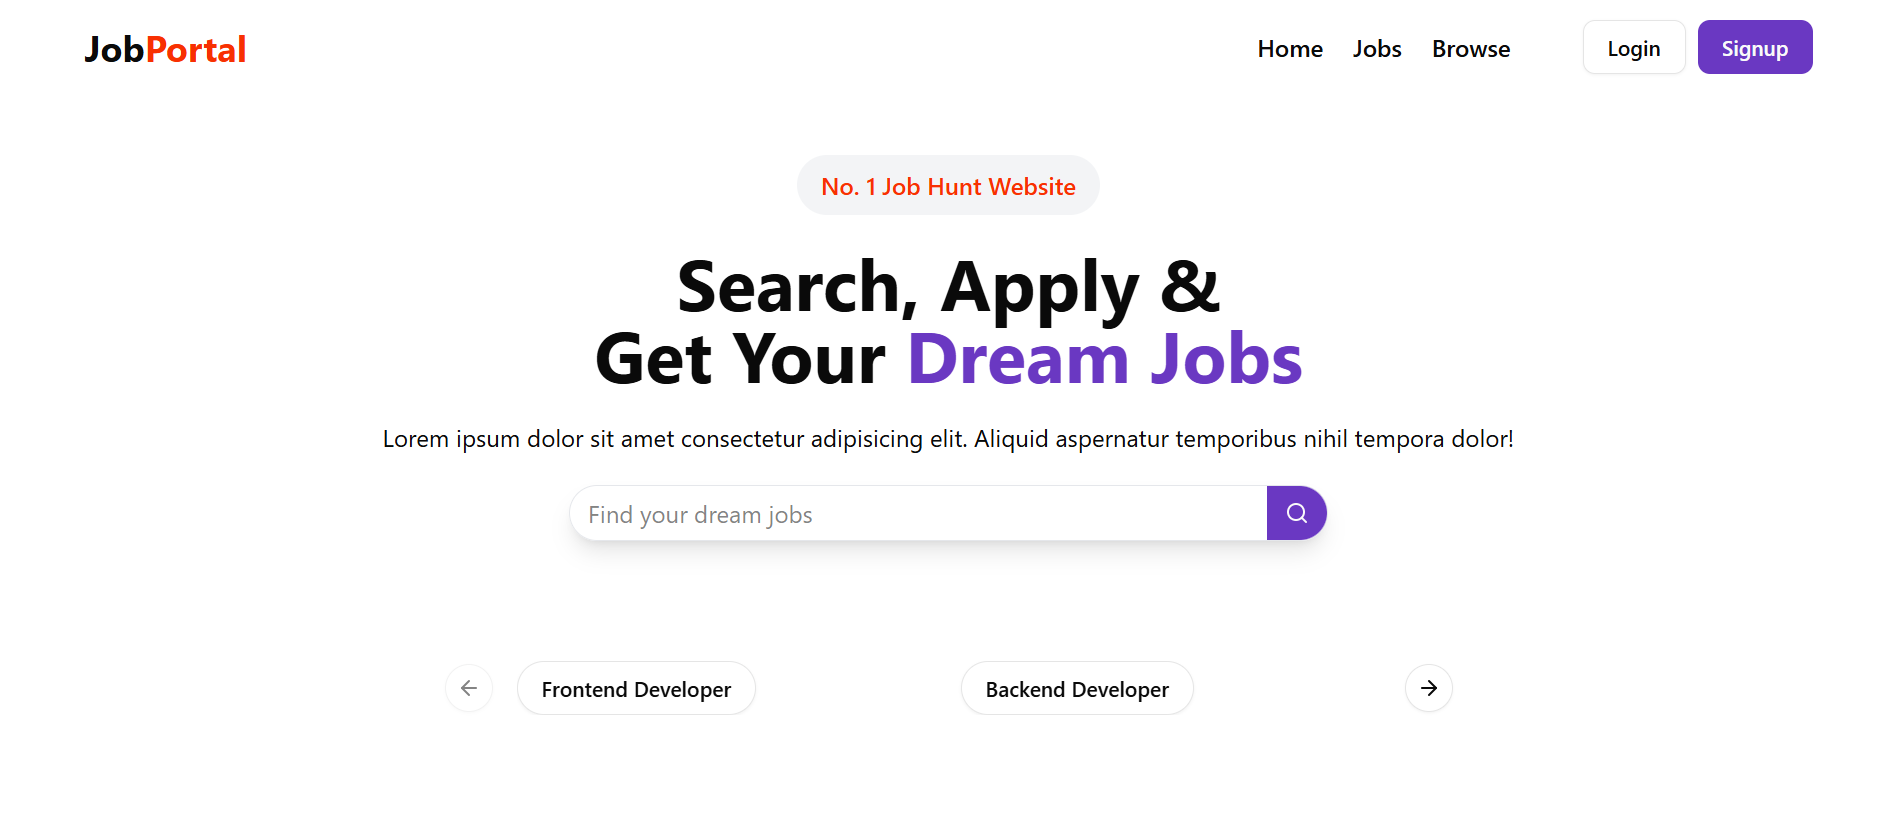 JobPortal
Home Jobs Browse Login Signup
No. 1 Job Hunt Website
Search, Apply &
Get Your Dream Jobs
Lorem ipsum dolor sit amet consectetur adipisicing elit. Aliquid aspernatur temporibus nihil tempora dolor!
Find your dream jobs
Frontend Developer
Backend Developer